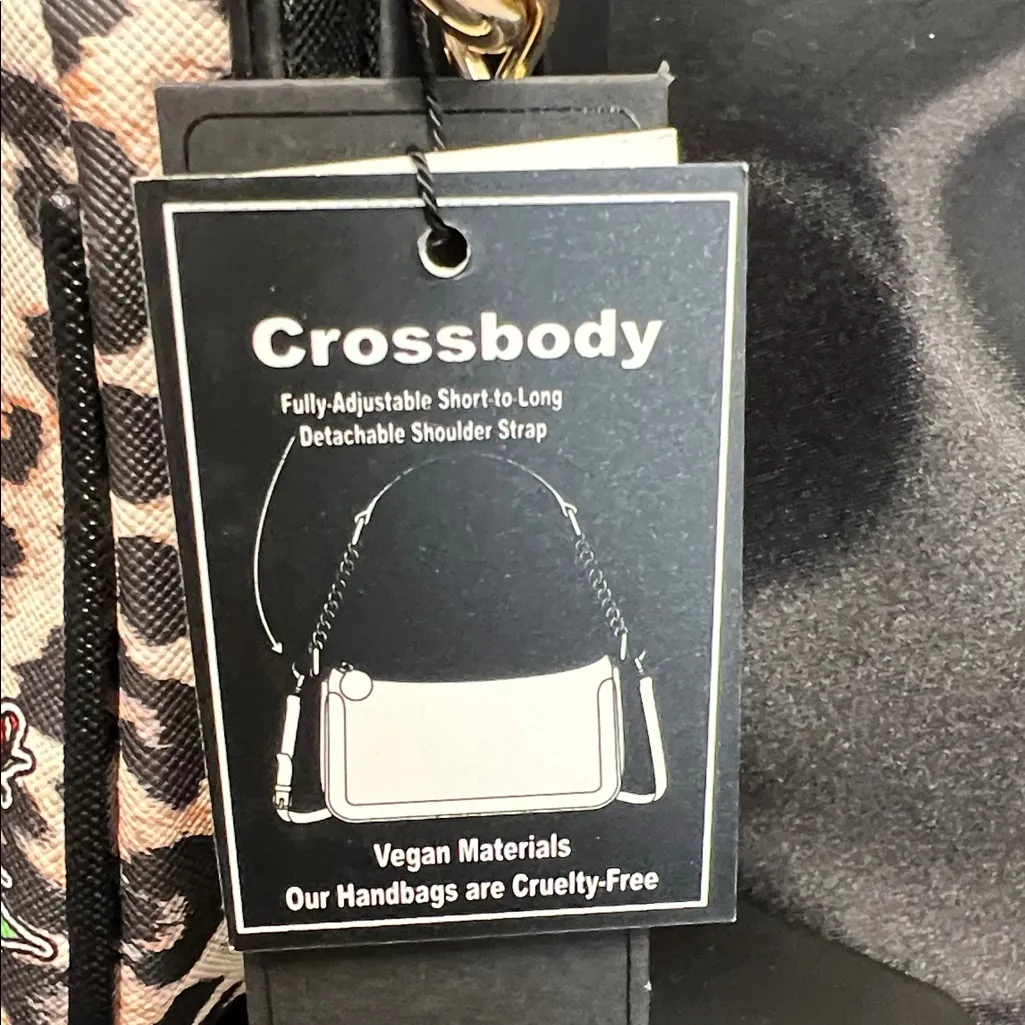 Crossbody
Fully-Adjustable Short-to-Long
Detachable Shoulder Strap
Vegan Materials
Our Handbags are Cruelty-Free